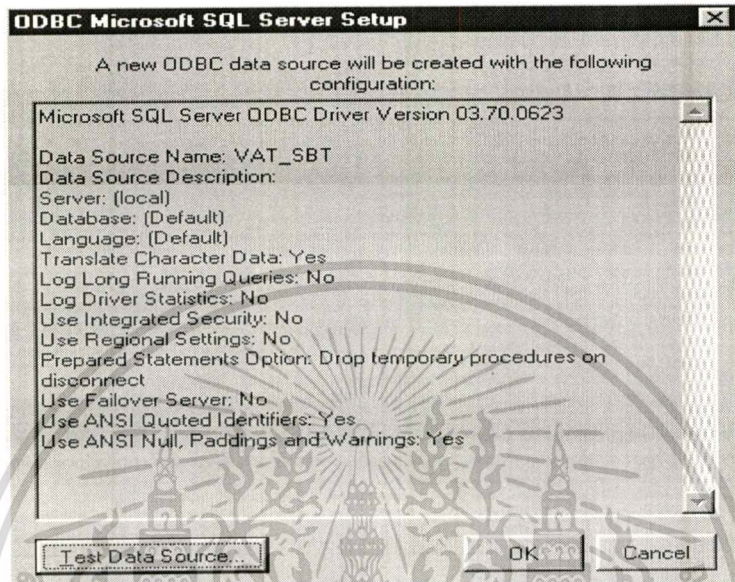 ODBC Microsoft SQL Server Setup
A new ODBC data source will be created with the following
configuration:
Microsoft SQL Server ODBC Driver Version 03.70.0623
Data Source Name: VAT_SBT
Data Source Description:
Server: (local)
Database: (Default)
Language: (Default)
Translate Character Data: Yes
Log Long Running Queries: No
Log Driver Statistics: No
Use Integrated Security: No
Use Regional Settings: No
Prepared Statements Option: Drop temporary procedures on
disconnect
Use Failover Server: No
Use ANSI Quoted Identifiers: Yes
Use ANSI Null, Paddings and Warnings: Yes
Test Data Source...
OK
Cancel